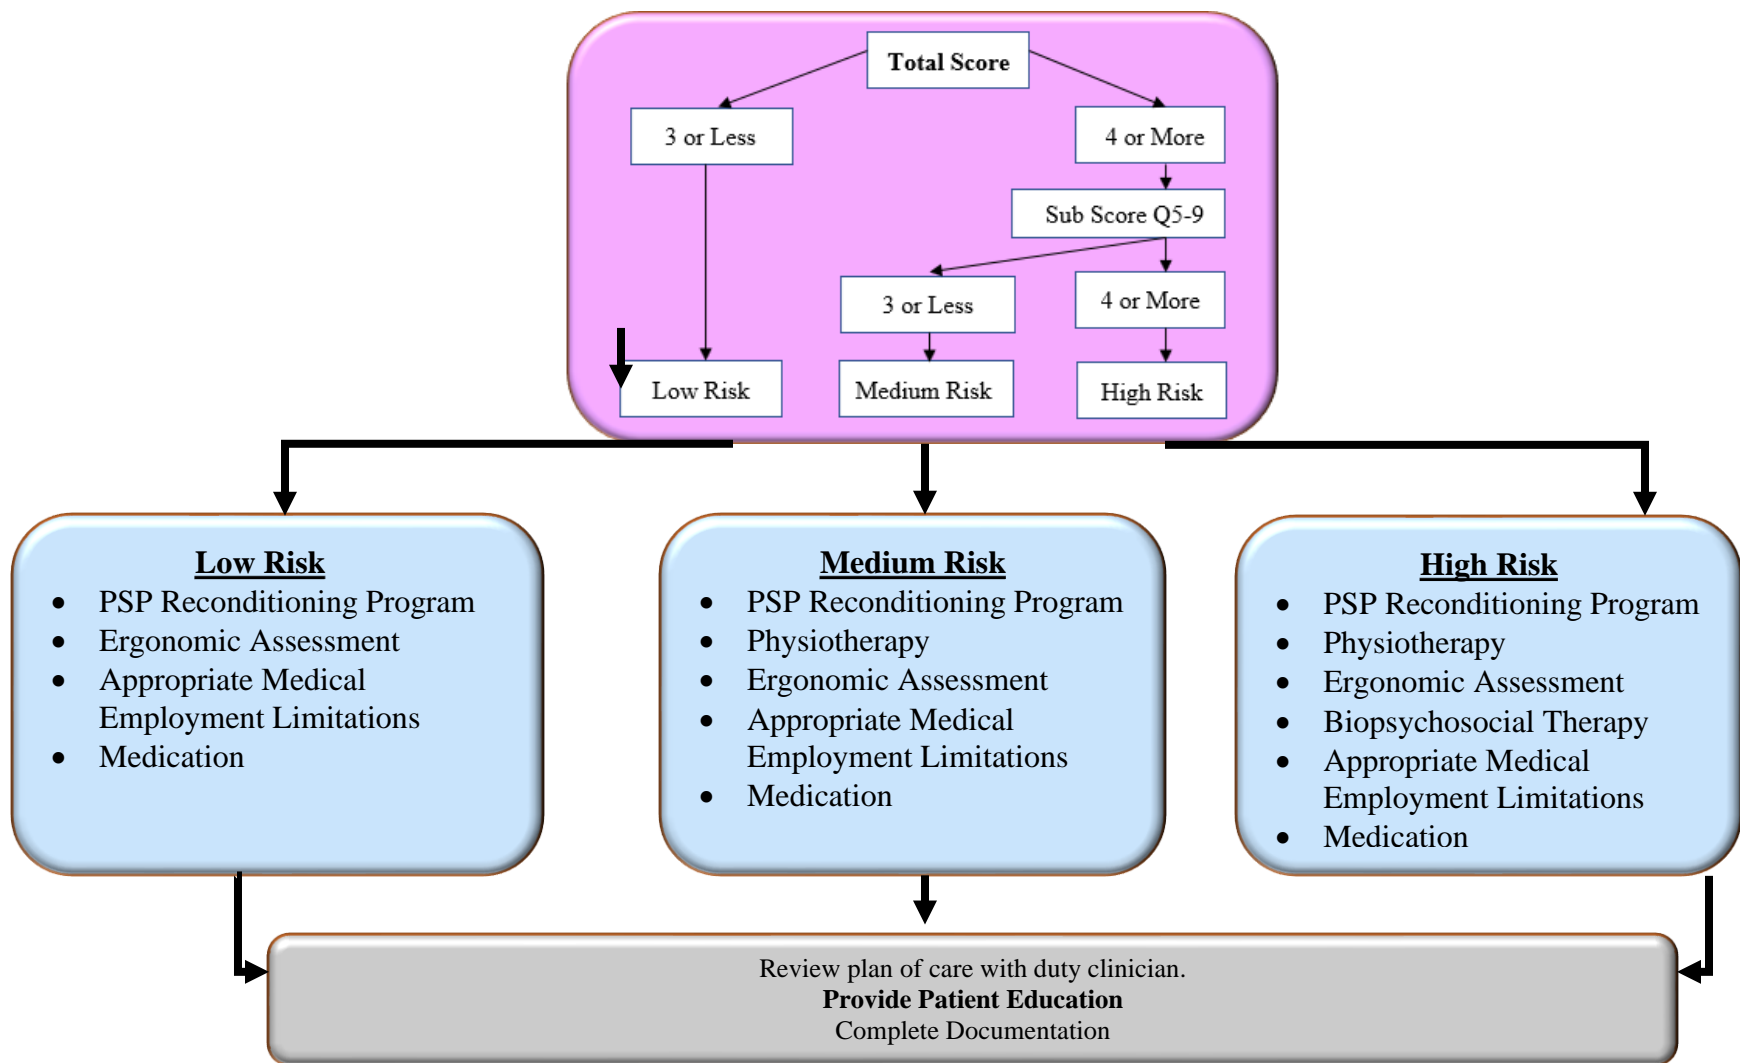 Total Score
3 or Less
4 or More
Sub Score Q5-9
3 or Less
4 or More
Low Risk
Medium Risk
High Risk
Low Risk
• PSP Reconditioning Program
• Ergonomic Assessment
• Appropriate Medical
Employment Limitations
• Medication
Medium Risk
• PSP Reconditioning Program
• Physiotherapy
• Ergonomic Assessment
• Appropriate Medical
Employment Limitations
• Medication
High Risk
• PSP Reconditioning Program
• Physiotherapy
• Ergonomic Assessment
• Biopsychosocial Therapy
• Appropriate Medical
Employment Limitations
• Medication
Review plan of care with duty clinician.
Provide Patient Education
Complete Documentation